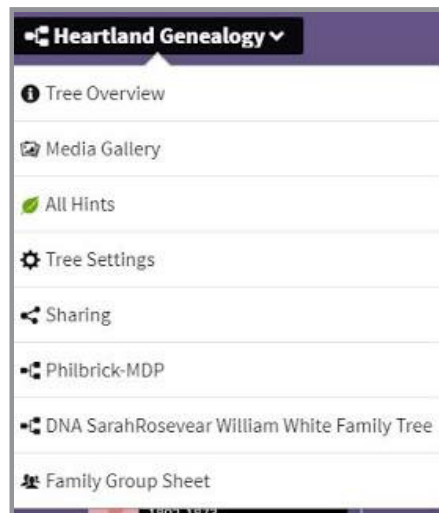 Heartland Genealogy
Tree Overview
Media Gallery
All Hints
Tree Settings
Sharing
Philbrick-MDP
DNA SarahRosevear William White Family Tree
Family Group Sheet